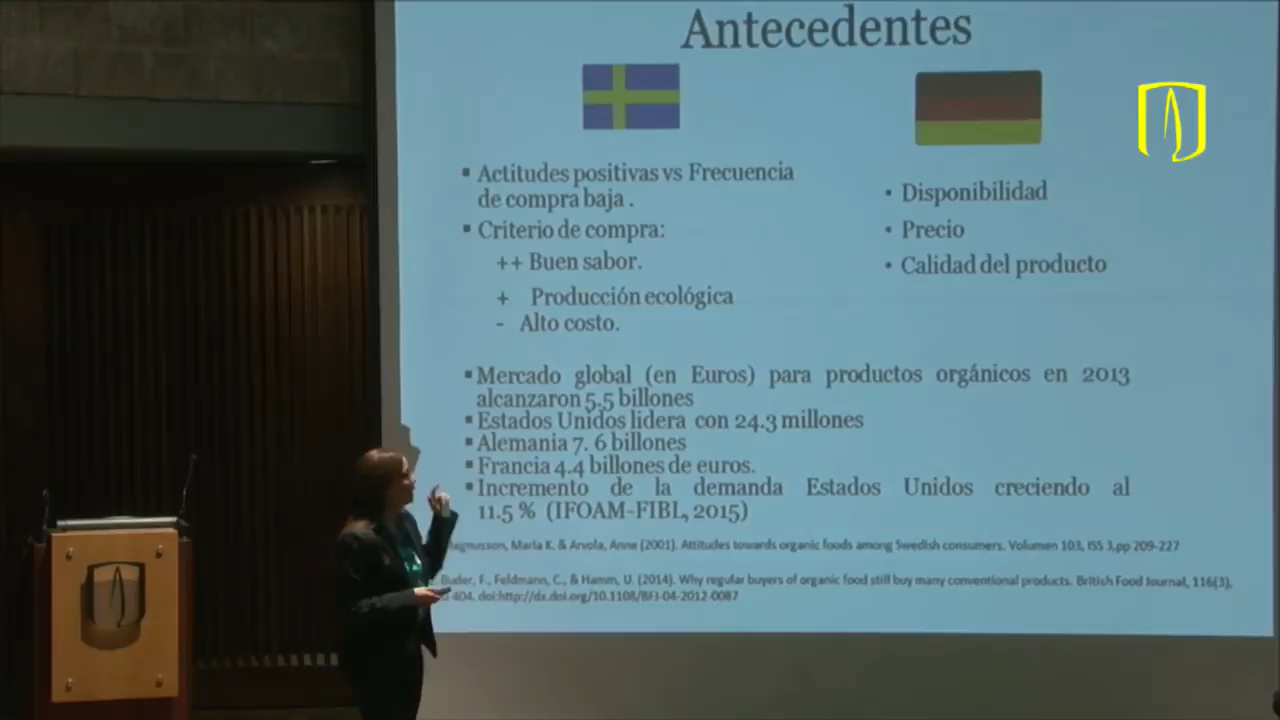 Antecedentes
▪ Actitudes positivas vs Frecuencia
de compra baja .
▪ Criterio de compra:
++ Buen sabor.
+ Producción ecológica
- Alto costo.
• Disponibilidad
• Precio
• Calidad del producto
▪ Mercado global (en Euros) para productos orgánicos en 2013
alcanzaron 5.5 billones
▪ Estados Unidos lidera con 24.3 millones
▪ Alemania 7. 6 billones
▪ Francia 4.4 billones de euros.
▪ Incremento de la demanda Estados Unidos creciendo al
11.5 % (IFOAM-FIBL, 2015)
Maria K. & Arvola, Anne (2001). Attitudes towards organic foods among Swedish consumers. Volumen 103, ISS 3,pp 209-227
Buder, F., Feldmann, C., & Hamm, U. (2014). Why regular buyers of organic food still buy many conventional products. British Food Journal, 116(3),
404. doi:http://dx.doi.org/10.1108/BFJ-04-2012-0087